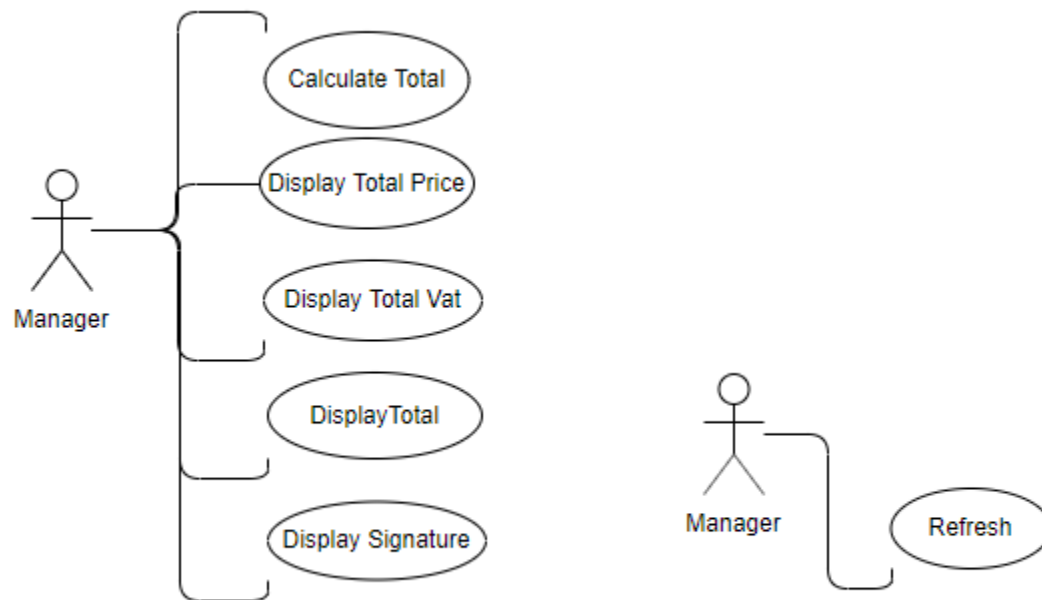 Calculate Total
Display Total Price
Manager
Display Total Vat
DisplayTotal
Display Signature
Manager
Refresh